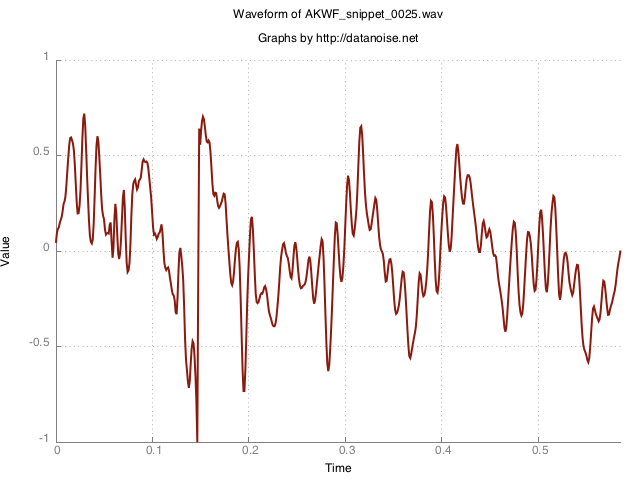 Waveform of AKWF_snippet_0025.wav
Graphs by http://datanoise.net
1
0.5
0
-0.5
-1
Value
0 0.1 0.2 0.3 0.4 0.5
Time